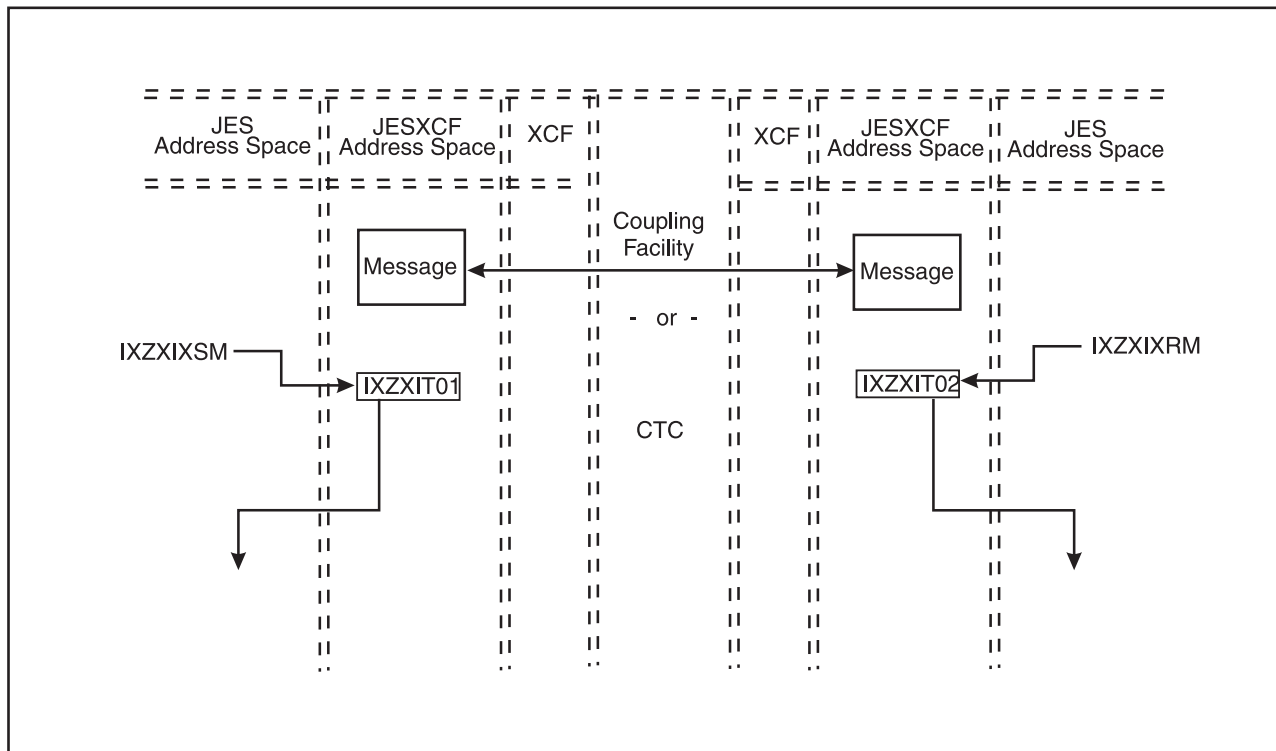 JES
Address Space
JESXCF
Address Space
XCF
XCF
JESXCF
Address Space
JES
Address Space
Coupling
Facility
Message
Message
- or -
IXZXIXSM
IXZXIXRM
IXZXIT01
IXZXIT02
CTC